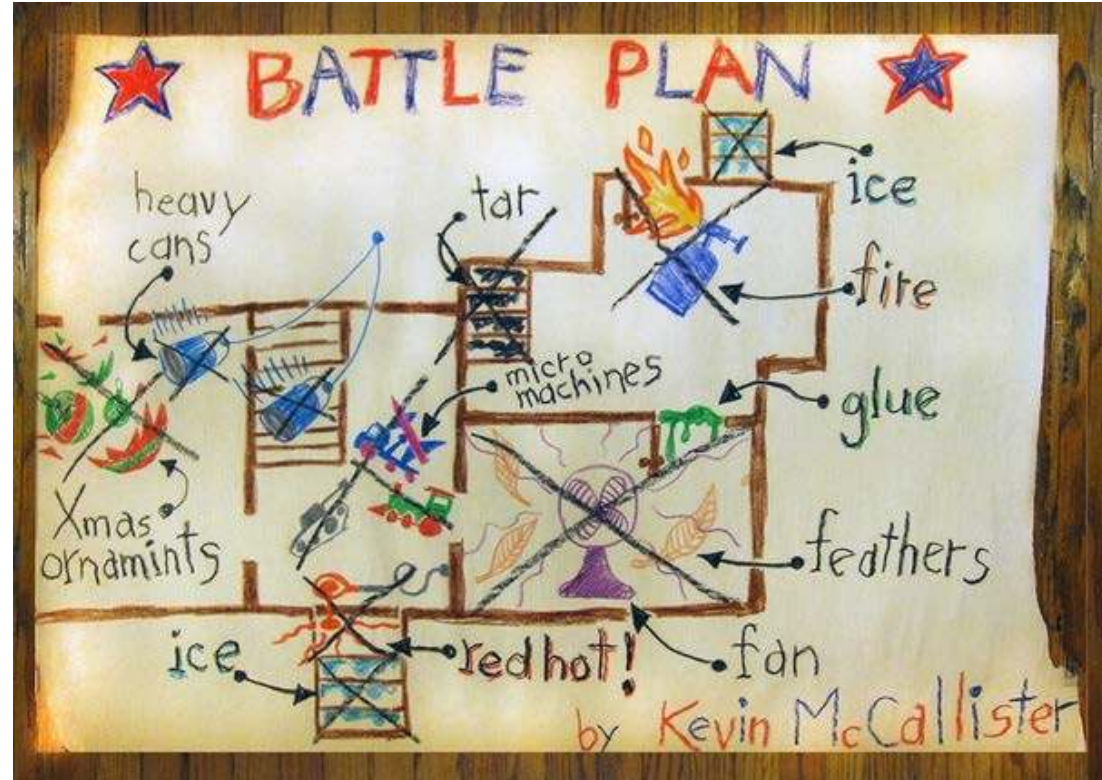 BATTLE PLAN
ice
heavy
cans
tar
fire
micro
machines
glue
Xmas
ornamints
feathers
ice
red hot!
fan
by Kevin McCallister